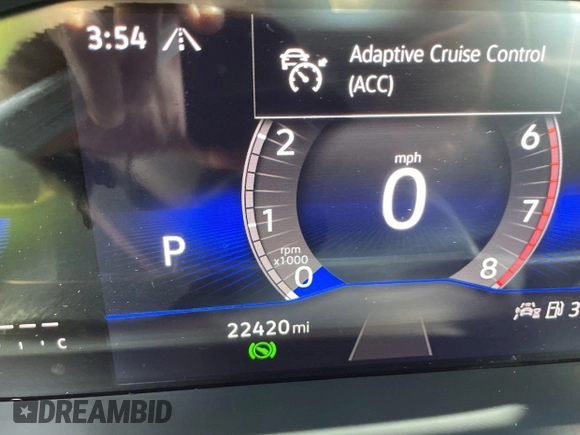 3:54
Adaptive Cruise Control
(ACC)
2
6
mph
0
1
7
P
rpm
x1000
0
8
C
22420 mi
3
DREAMBID